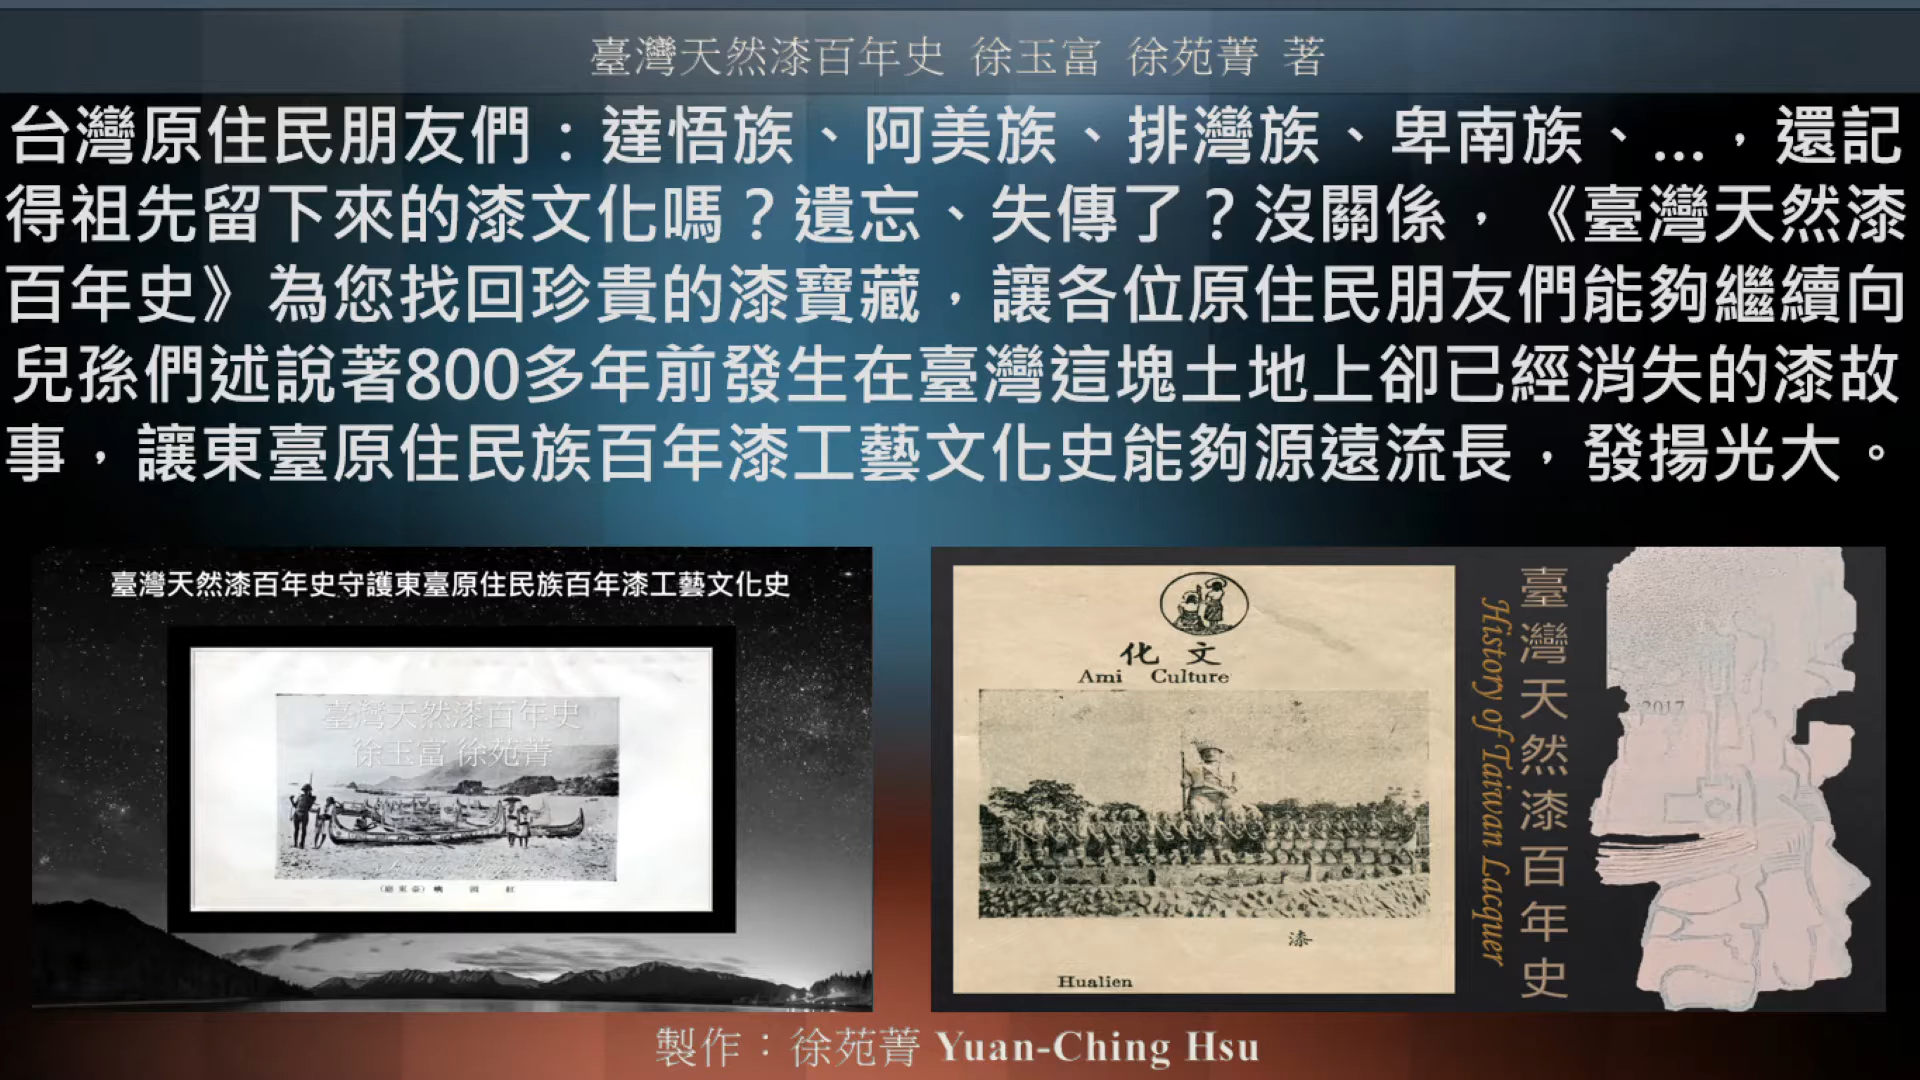 臺灣天然漆百年史 徐玉富 徐苑菁 著
台灣原住民朋友們：達悟族、阿美族、排灣族、卑南族、...，還記
得祖先留下來的漆文化嗎？遺忘、失傳了？沒關係，《臺灣天然漆
百年史》為您找回珍貴的漆寶藏，讓各位原住民朋友們能夠繼續向
兒孫們述說著800多年前發生在臺灣這塊土地上卻已經消失的漆故
事，讓東臺原住民族百年漆工藝文化史能夠源遠流長，發揚光大。
臺灣天然漆百年史守護東臺原住民族百年漆工藝文化史
臺灣天然漆百年史
徐玉富 徐苑菁
(廳東臺) 嶼 頭 紅
化 文
Ami Culture
漆
Hualien
History of Taiwan Lacquer
臺灣天然漆百年史
2017
製作：徐苑菁 Yuan-Ching Hsu